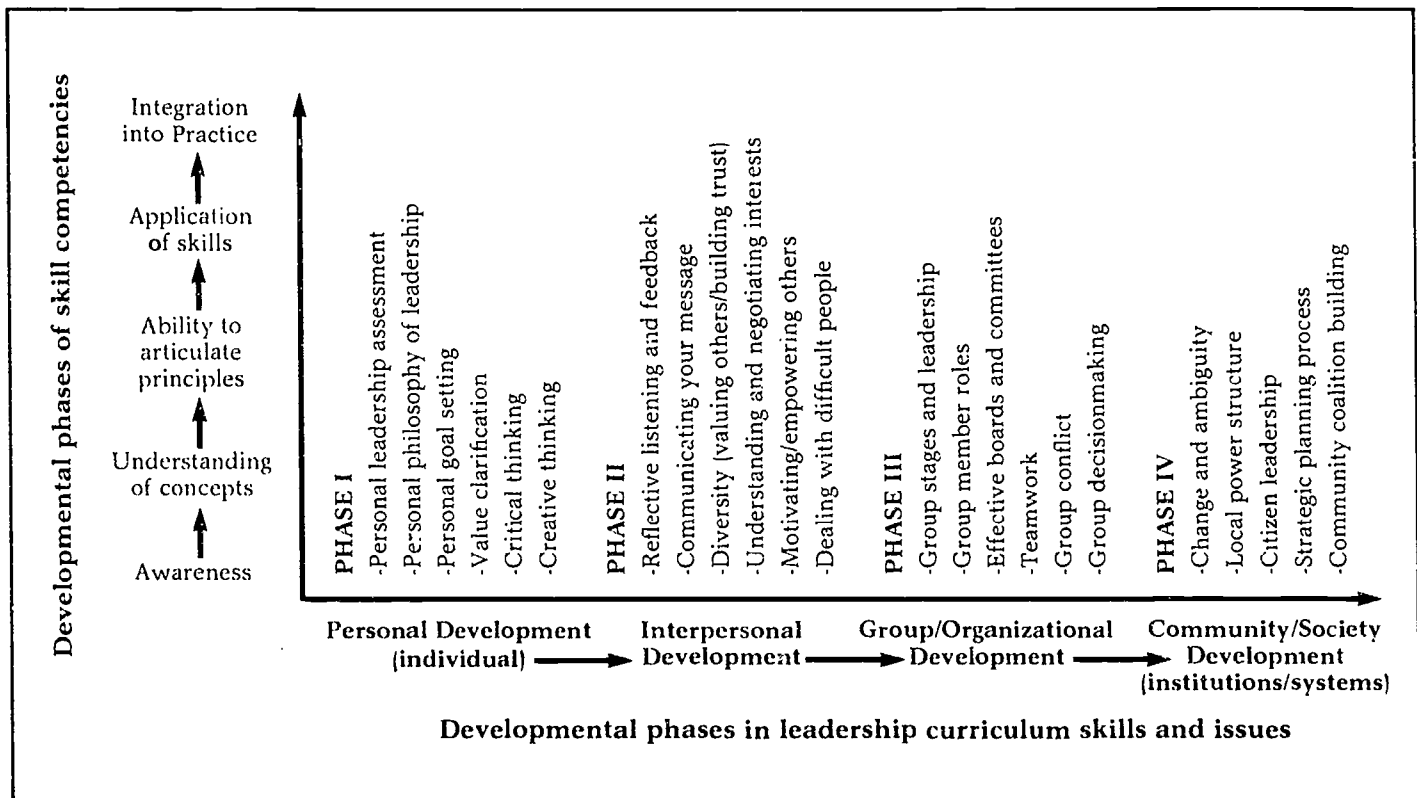 Developmental phases of skill competencies
Integration
into Practice
Application
of skills
Ability to
articulate
principles
Understanding
of concepts
Awareness
PHASE I
-Personal leadership assessment
-Personal philosophy of leadership
-Personal goal setting
-Value clarification
-Critical thinking
-Creative thinking
PHASE II
-Reflective listening and feedback
-Communicating your message
-Diversity (valuing others/building trust)
-Understanding and negotiating interests
-Motivating/empowering others
-Dealing with difficult people
PHASE III
-Group stages and leadership
-Group member roles
-Effective boards and committees
-Teamwork
-Group conflict
-Group decisionmaking
PHASE IV
-Change and ambiguity
-Local power structure
-Citizen leadership
-Strategic planning process
-Community coalition building
Personal Development
(individual)
Interpersonal
Development
Group/Organizational
Development
Community/Society
Development
(institutions/systems)
Developmental phases in leadership curriculum skills and issues